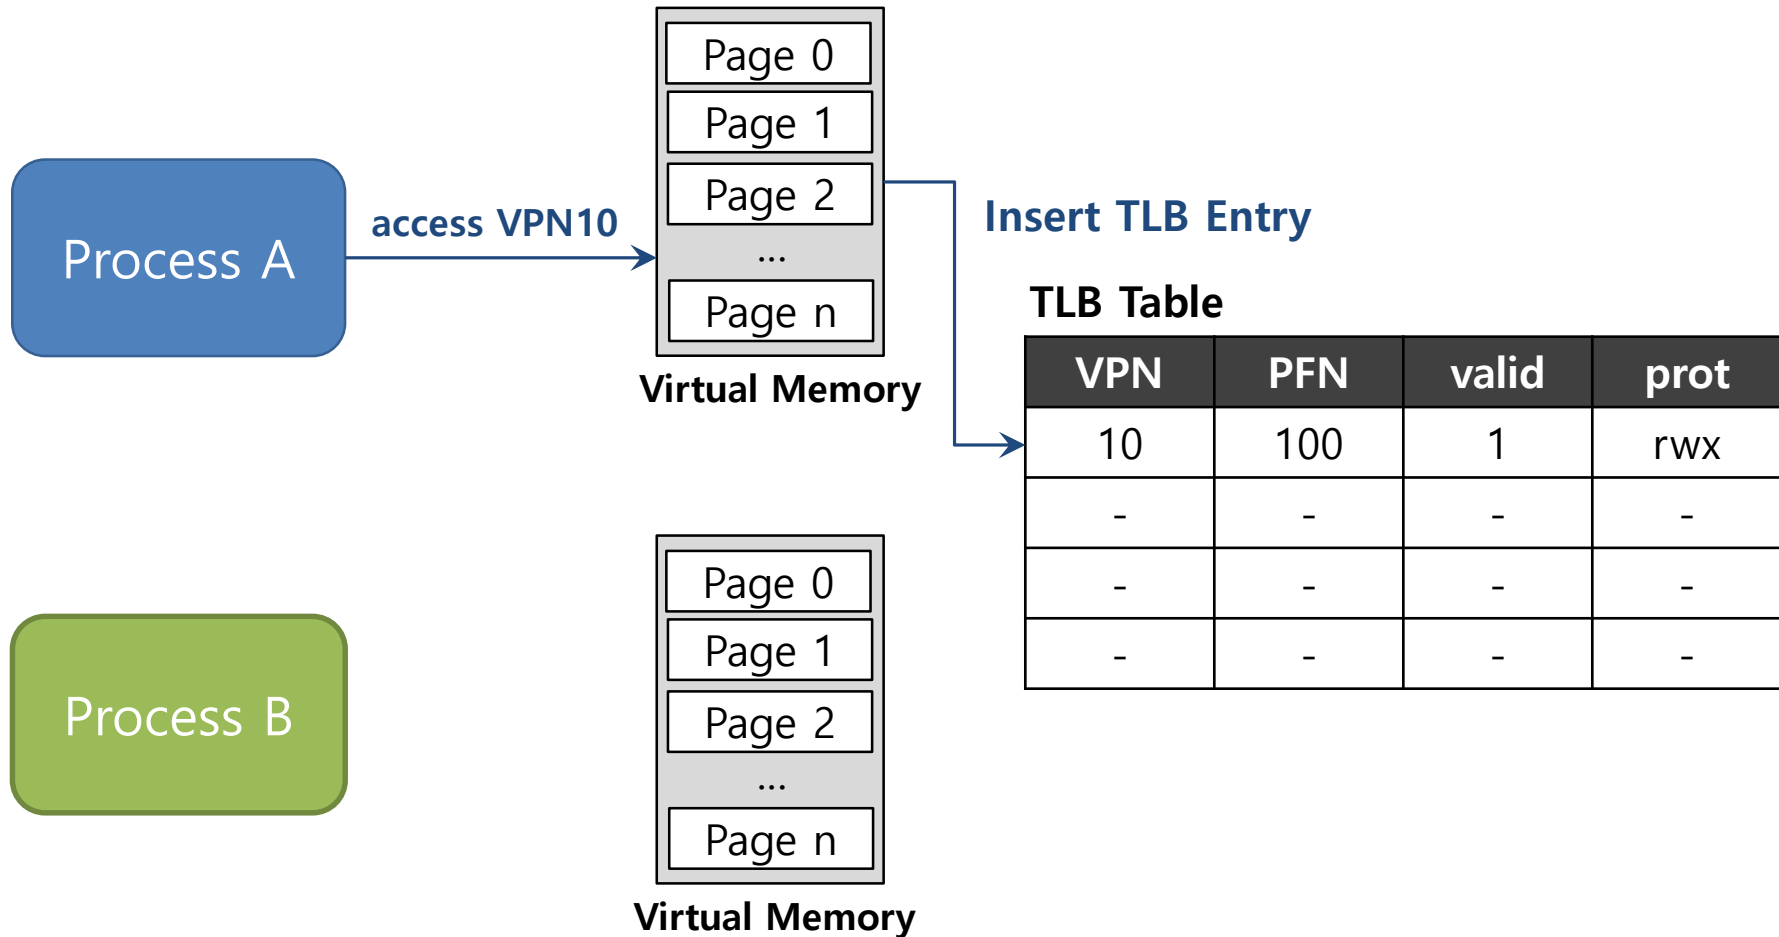 Process A
access VPN10
Page 0
Page 1
Page 2
...
Page n
Virtual Memory
Insert TLB Entry
TLB Table
VPN PFN valid prot
10 100 1 rwx
- - - -
- - - -
- - - -
Process B
Page 0
Page 1
Page 2
...
Page n
Virtual Memory